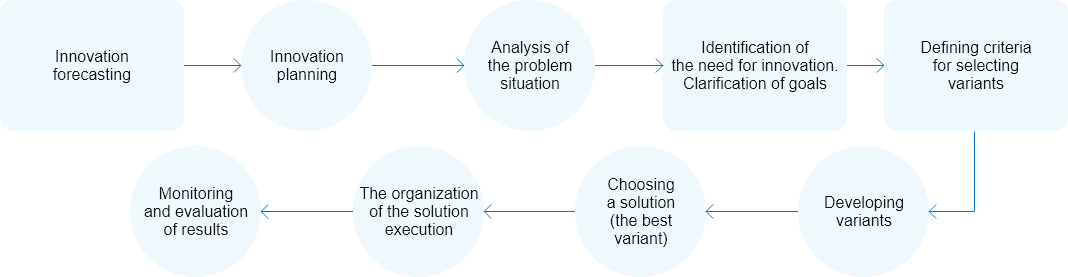 Innovation
forecasting
Innovation
planning
Analysis of
the problem
situation
Identification of
the need for innovation.
Clarification of goals
Defining criteria
for selecting
variants
Developing
variants
Choosing
a solution
(the best
variant)
The organization
of the solution
execution
Monitoring
and evaluation
of results